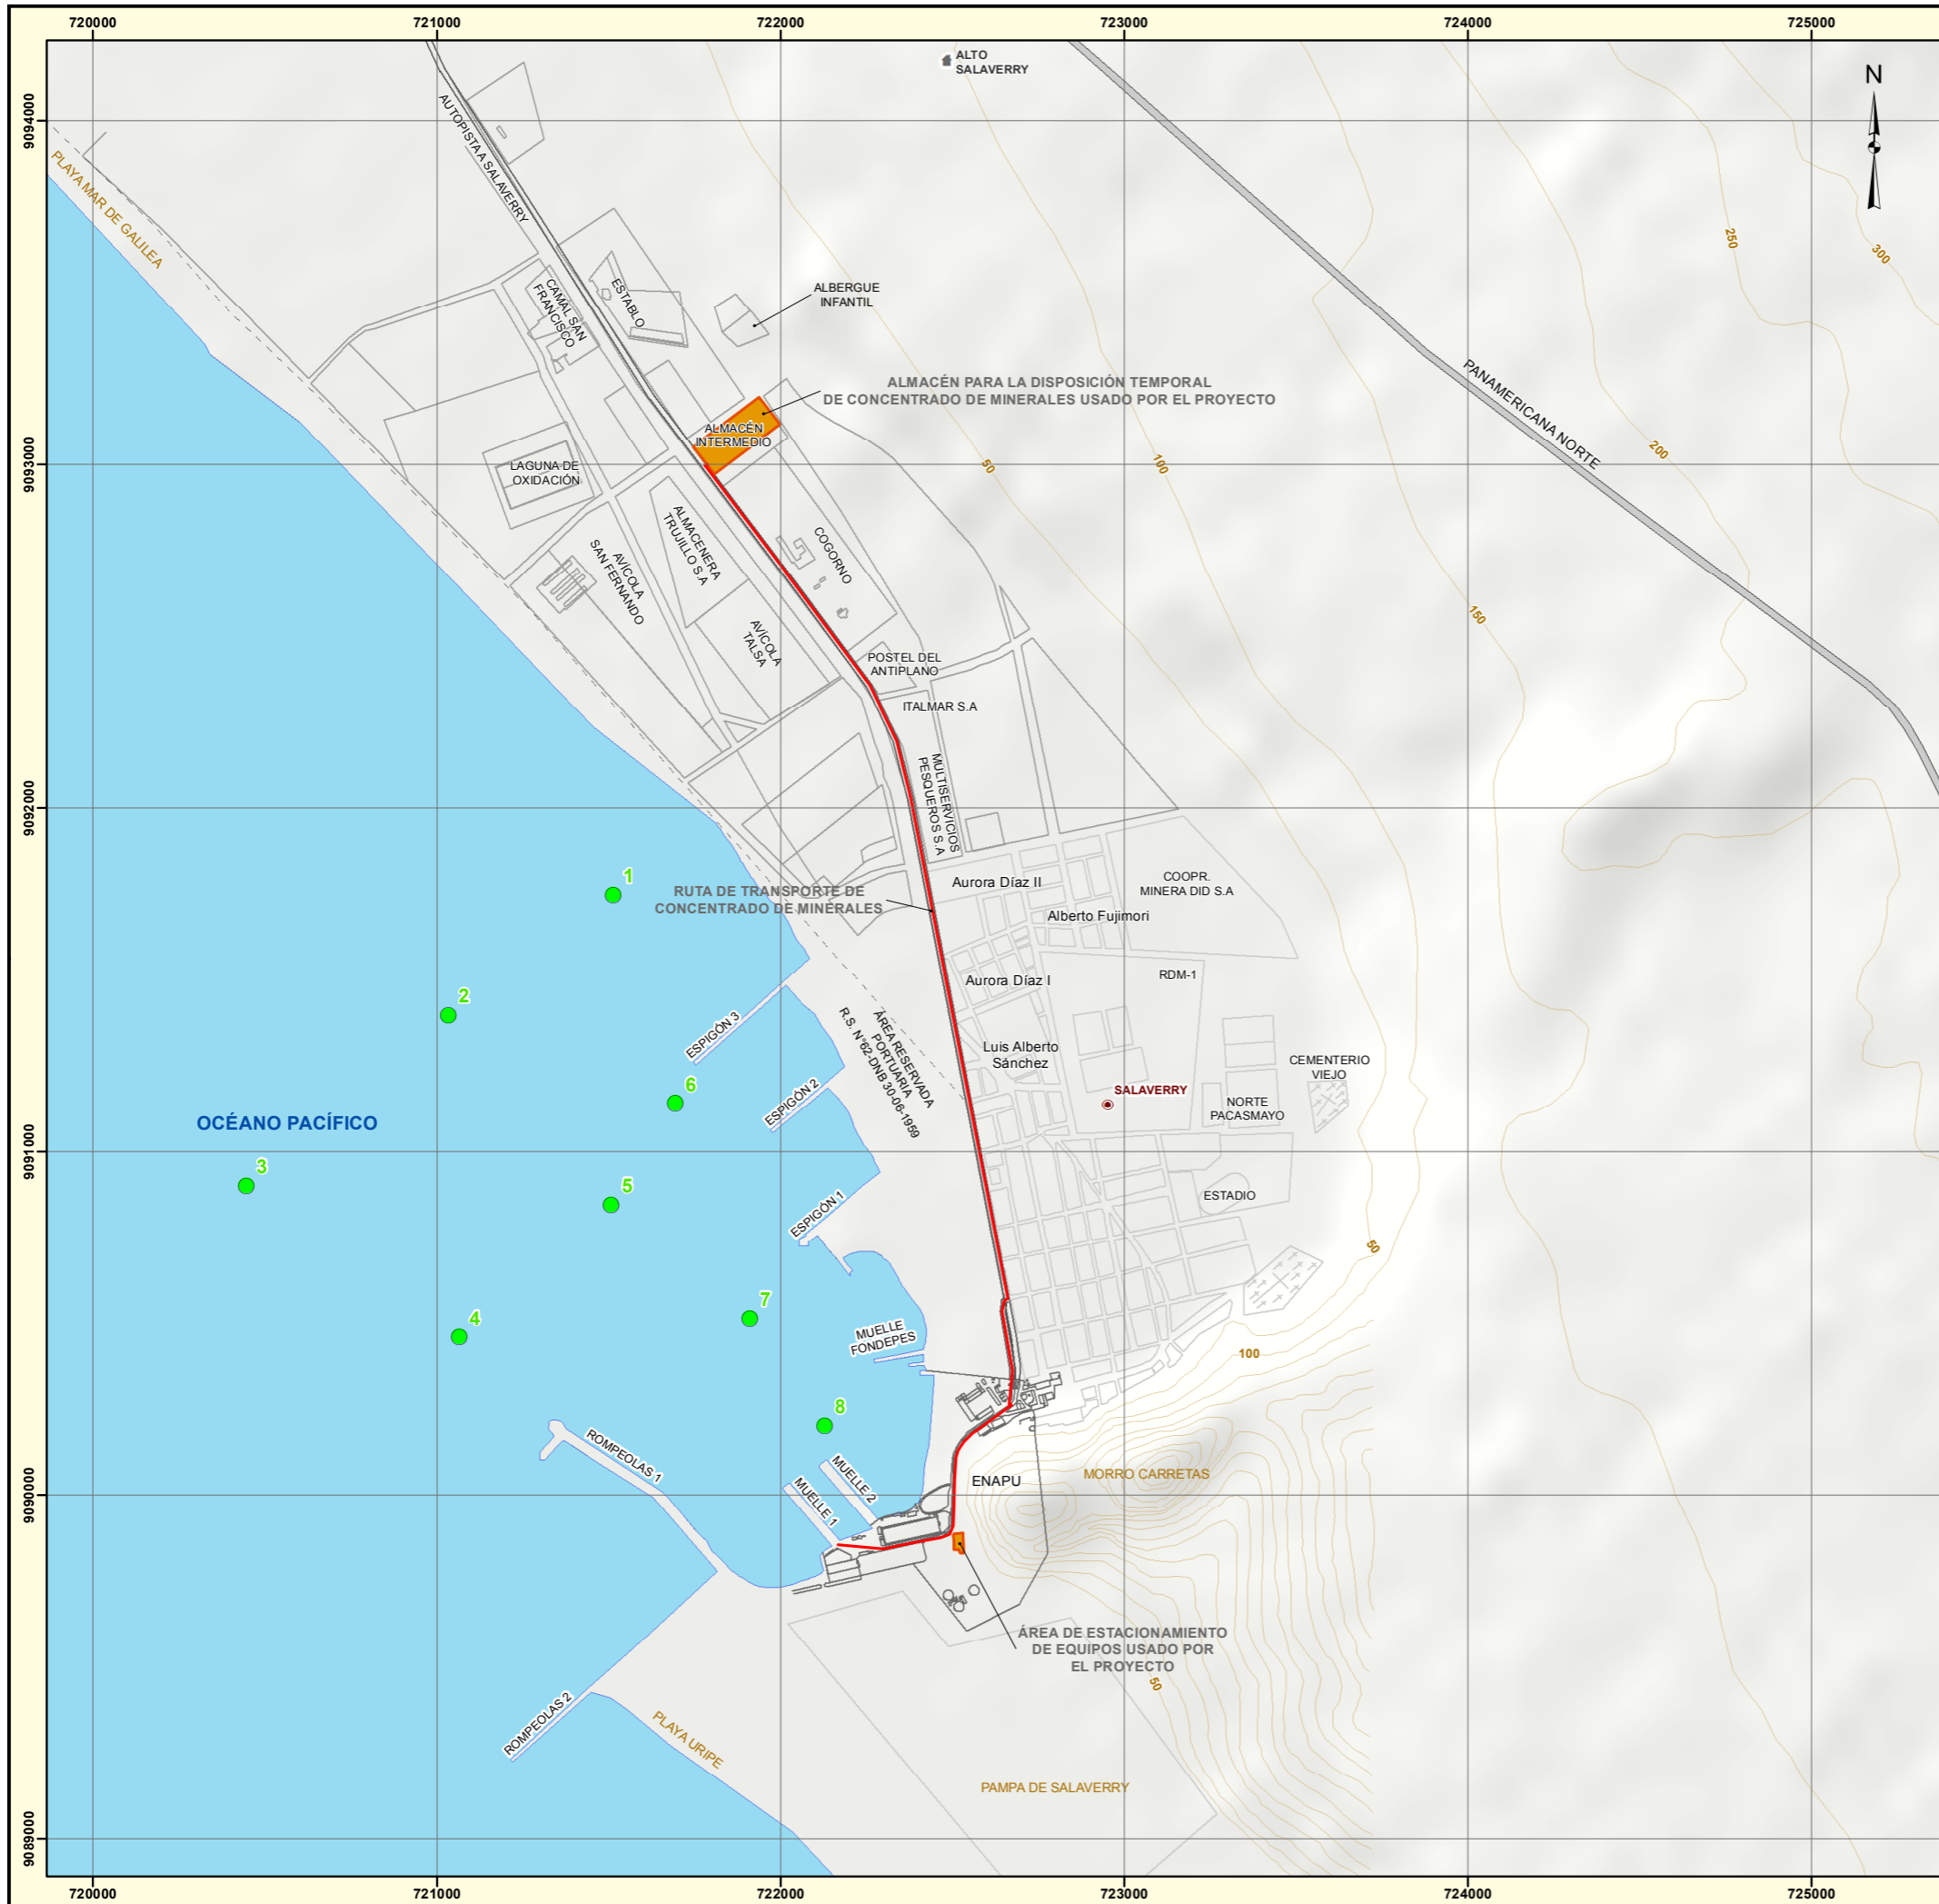 720000
721000
722000
723000
724000
725000
ALTO
SALAVERRY
N
9094000
AUTOPISTA A SALAVERRY
PLAYA MAR DE GALILEA
250
300
CAMAL SAN
FRANCISCO
ESTABLO
ALBERGUE
INFANTIL
ALMACÉN PARA LA DISPOSICIÓN TEMPORAL
DE CONCENTRADO DE MINERALES USADO POR EL PROYECTO
PANAMERICANA NORTE
ALMACÉN
INTERMEDIO
9093000
LAGUNA DE
OXIDACIÓN
50
100
200
ALMACENERA
TRUJILLO S.A
COGORNO
AVÍCOLA
SAN FERNANDO
150
AVÍCOLA
TALSA
POSTEL DEL
ANTIPLANO
ITALMAR S.A
MULTISERVICIOS
PESQUEROS S.A
9092000
1
RUTA DE TRANSPORTE DE
CONCENTRADO DE MINERALES
Aurora Díaz II
COOPR.
MINERA DID S.A
Alberto Fujimori
RDM-1
Aurora Díaz I
2
ESPIGÓN 3
ÁREA RESERVADA
PORTUARIA
R.S. N°62-DNB 30-06-1959
Luis Alberto
Sánchez
CEMENTERIO
VIEJO
6
ESPIGÓN 2
SALAVERRY
NORTE
PACASMAYO
OCÉANO PACÍFICO
9091000
3
5
ESPIGÓN 1
ESTADIO
50
7
4
MUELLE
FONDEPES
100
8
ROMPEOLAS 1
MUELLE 2
MUELLE 1
ENAPU
MORRO CARRETAS
9090000
ÁREA DE ESTACIONAMIENTO
DE EQUIPOS USADO POR
EL PROYECTO
50
ROMPEOLAS 2
PLAYA URIPE
PAMPA DE SALAVERRY
9089000
720000
721000
722000
723000
724000
725000